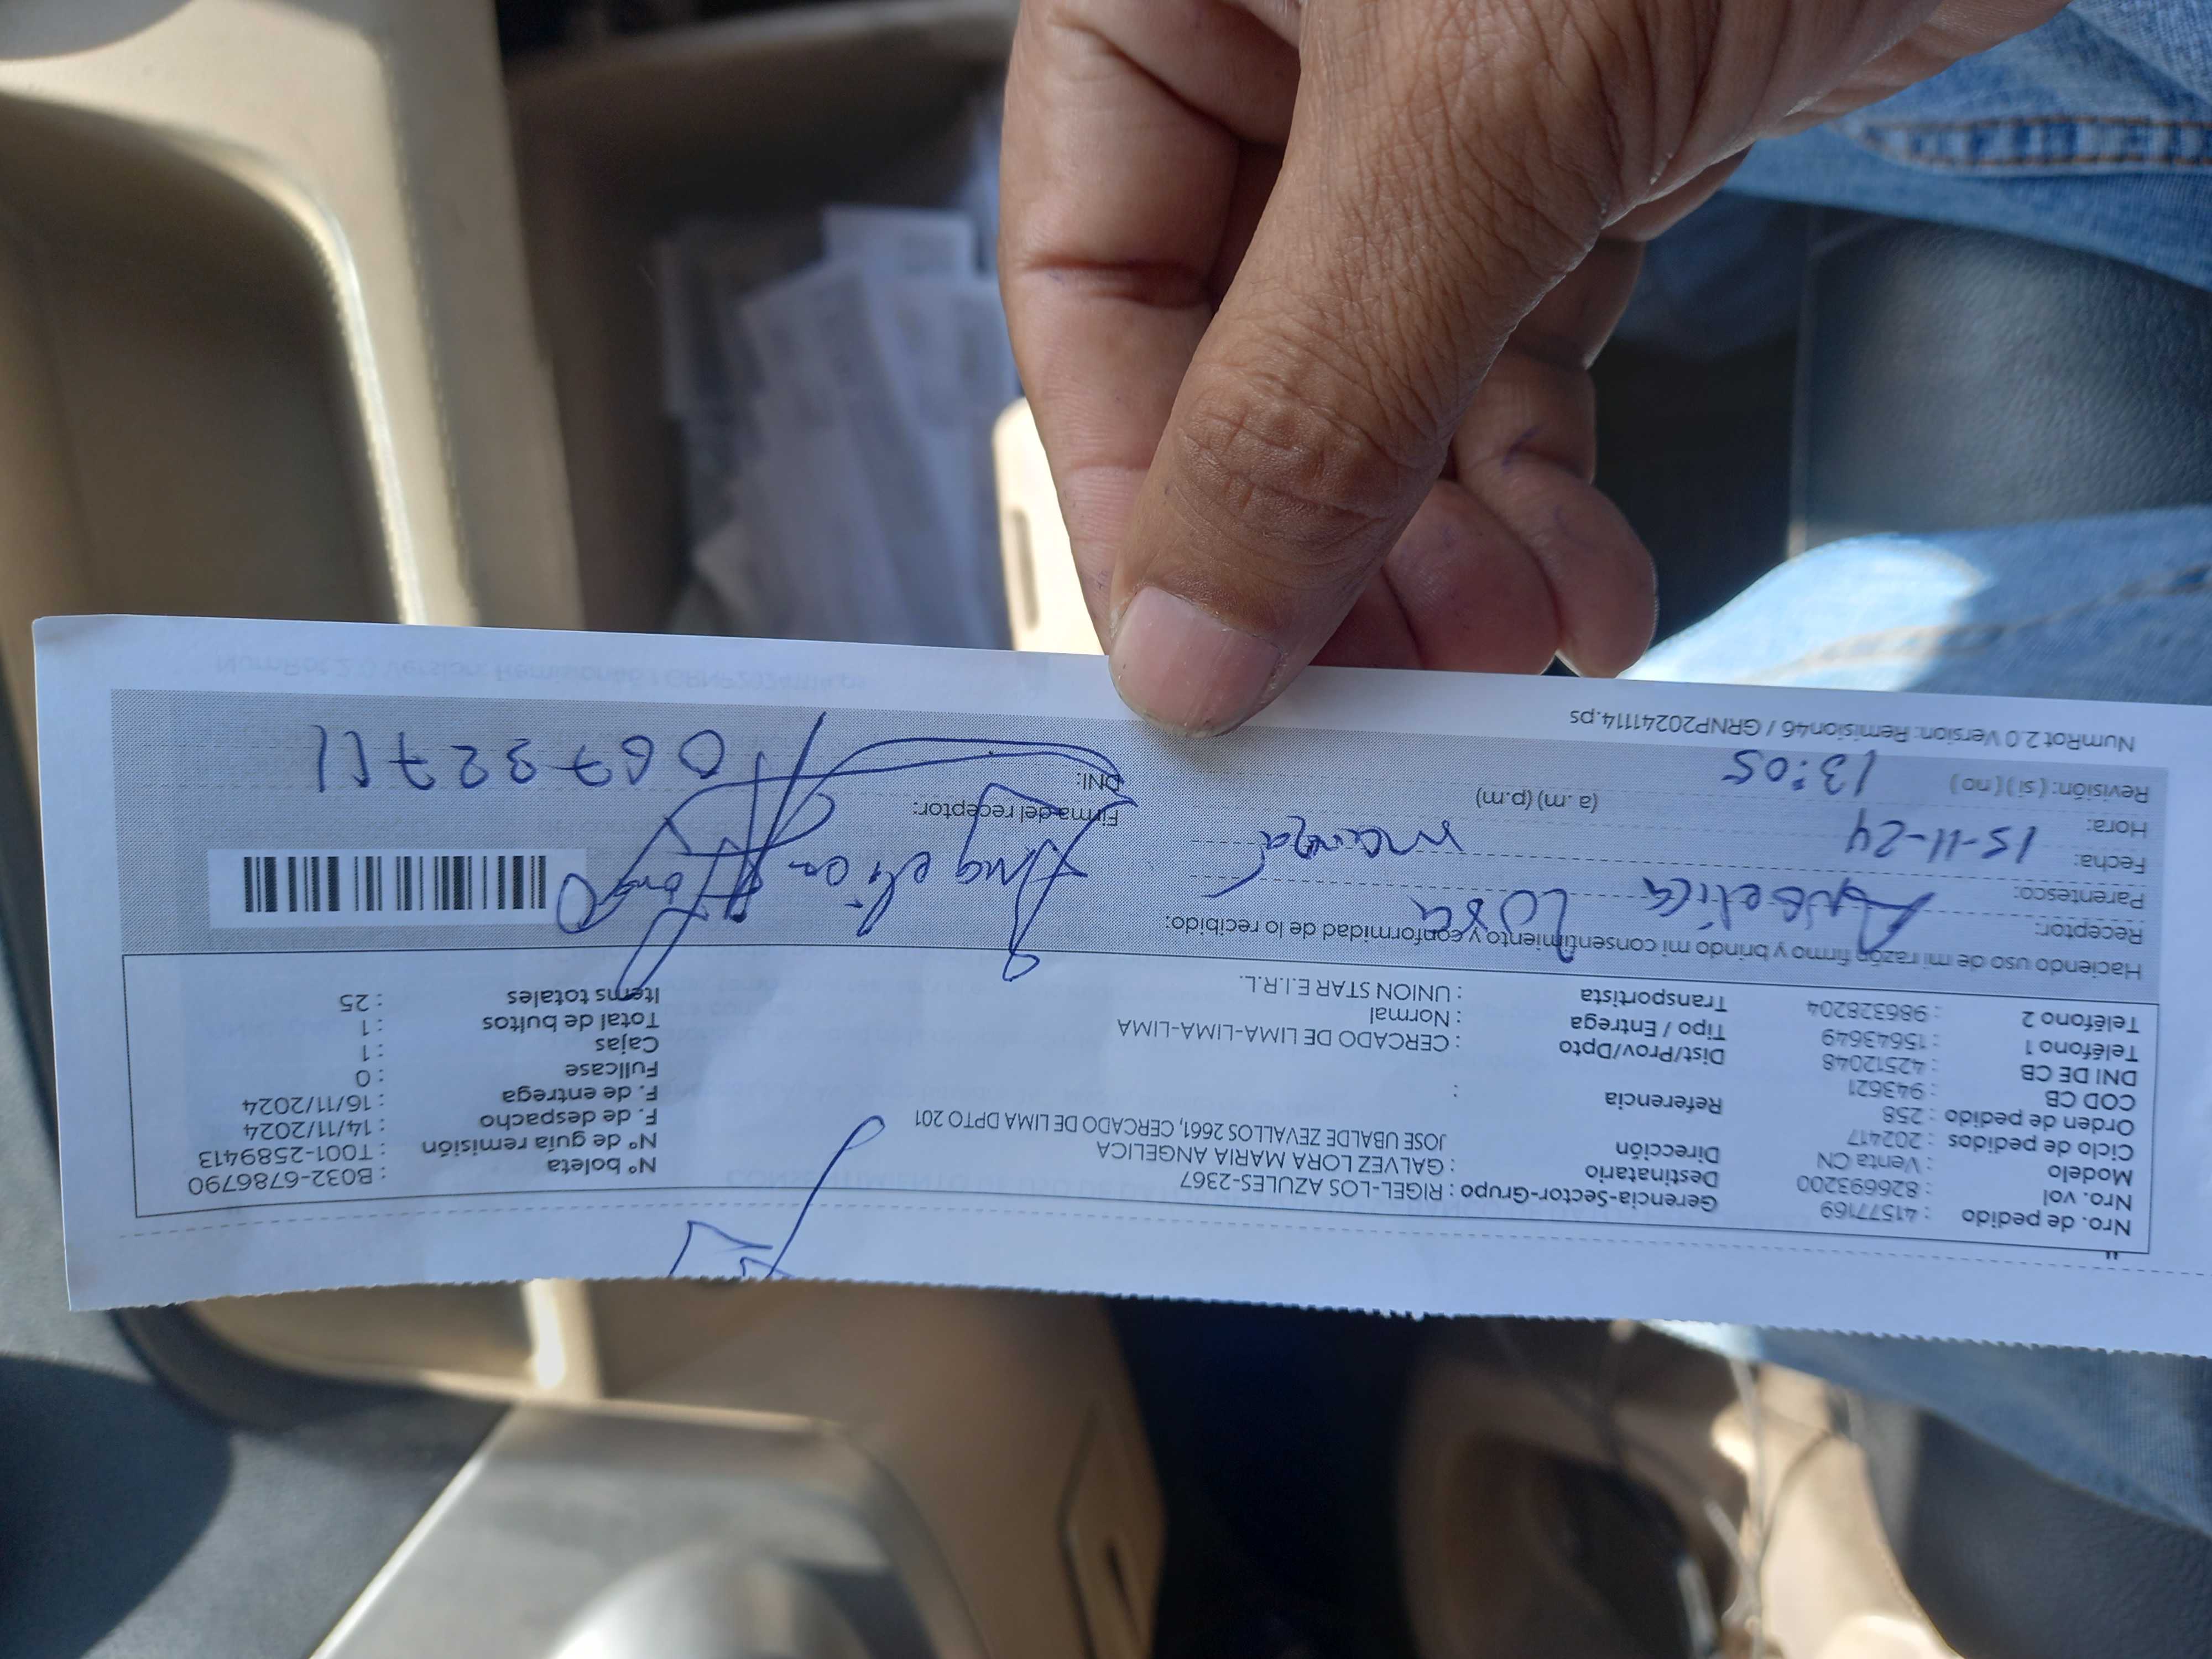 Nro. de pedido : 41577169
Nro. vol : 826693200
Modelo : Venta CN
Ciclo de pedidos : 202417
Orden de pedido : 258
COD CB : 943621
DNI DE CB : 42512048
Teléfono 1 : 15643649
Teléfono 2 : 986328204
Gerencia-Sector-Grupo : RIGEL-LOS AZULES-2367
Destinatario : GALVEZ LORA MARIA ANGELICA
Dirección JOSE UBALDE ZEVALLOS 2661, CERCADO DE LIMA DPTO 201
Referencia :
Dist/Prov/Dpto : CERCADO DE LIMA-LIMA-LIMA
Tipo / Entrega : Normal
Transportista : UNION STAR E.I.R.L.
Nº boleta : B032-6786790
Nº de guía remisión : T001-2589413
F. de despacho : 14/11/2024
F. de entrega : 16/11/2024
Fullcase : 0
Cajas : 1
Total de bultos : 1
Items totales : 25
Haciendo uso de mi razón firmo y brindo mi consentimiento y conformidad de lo recibido:
Receptor: Angelica Lora
Parentesco:
Fecha: 15-11-24
Hora: 13:05 (a. m) (p.m)
Revisión: ( si ) ( no )
Firma del receptor: Angelica
DNI:
NumRot 2.0 Version: Remision46 / GRNP20241114.ps